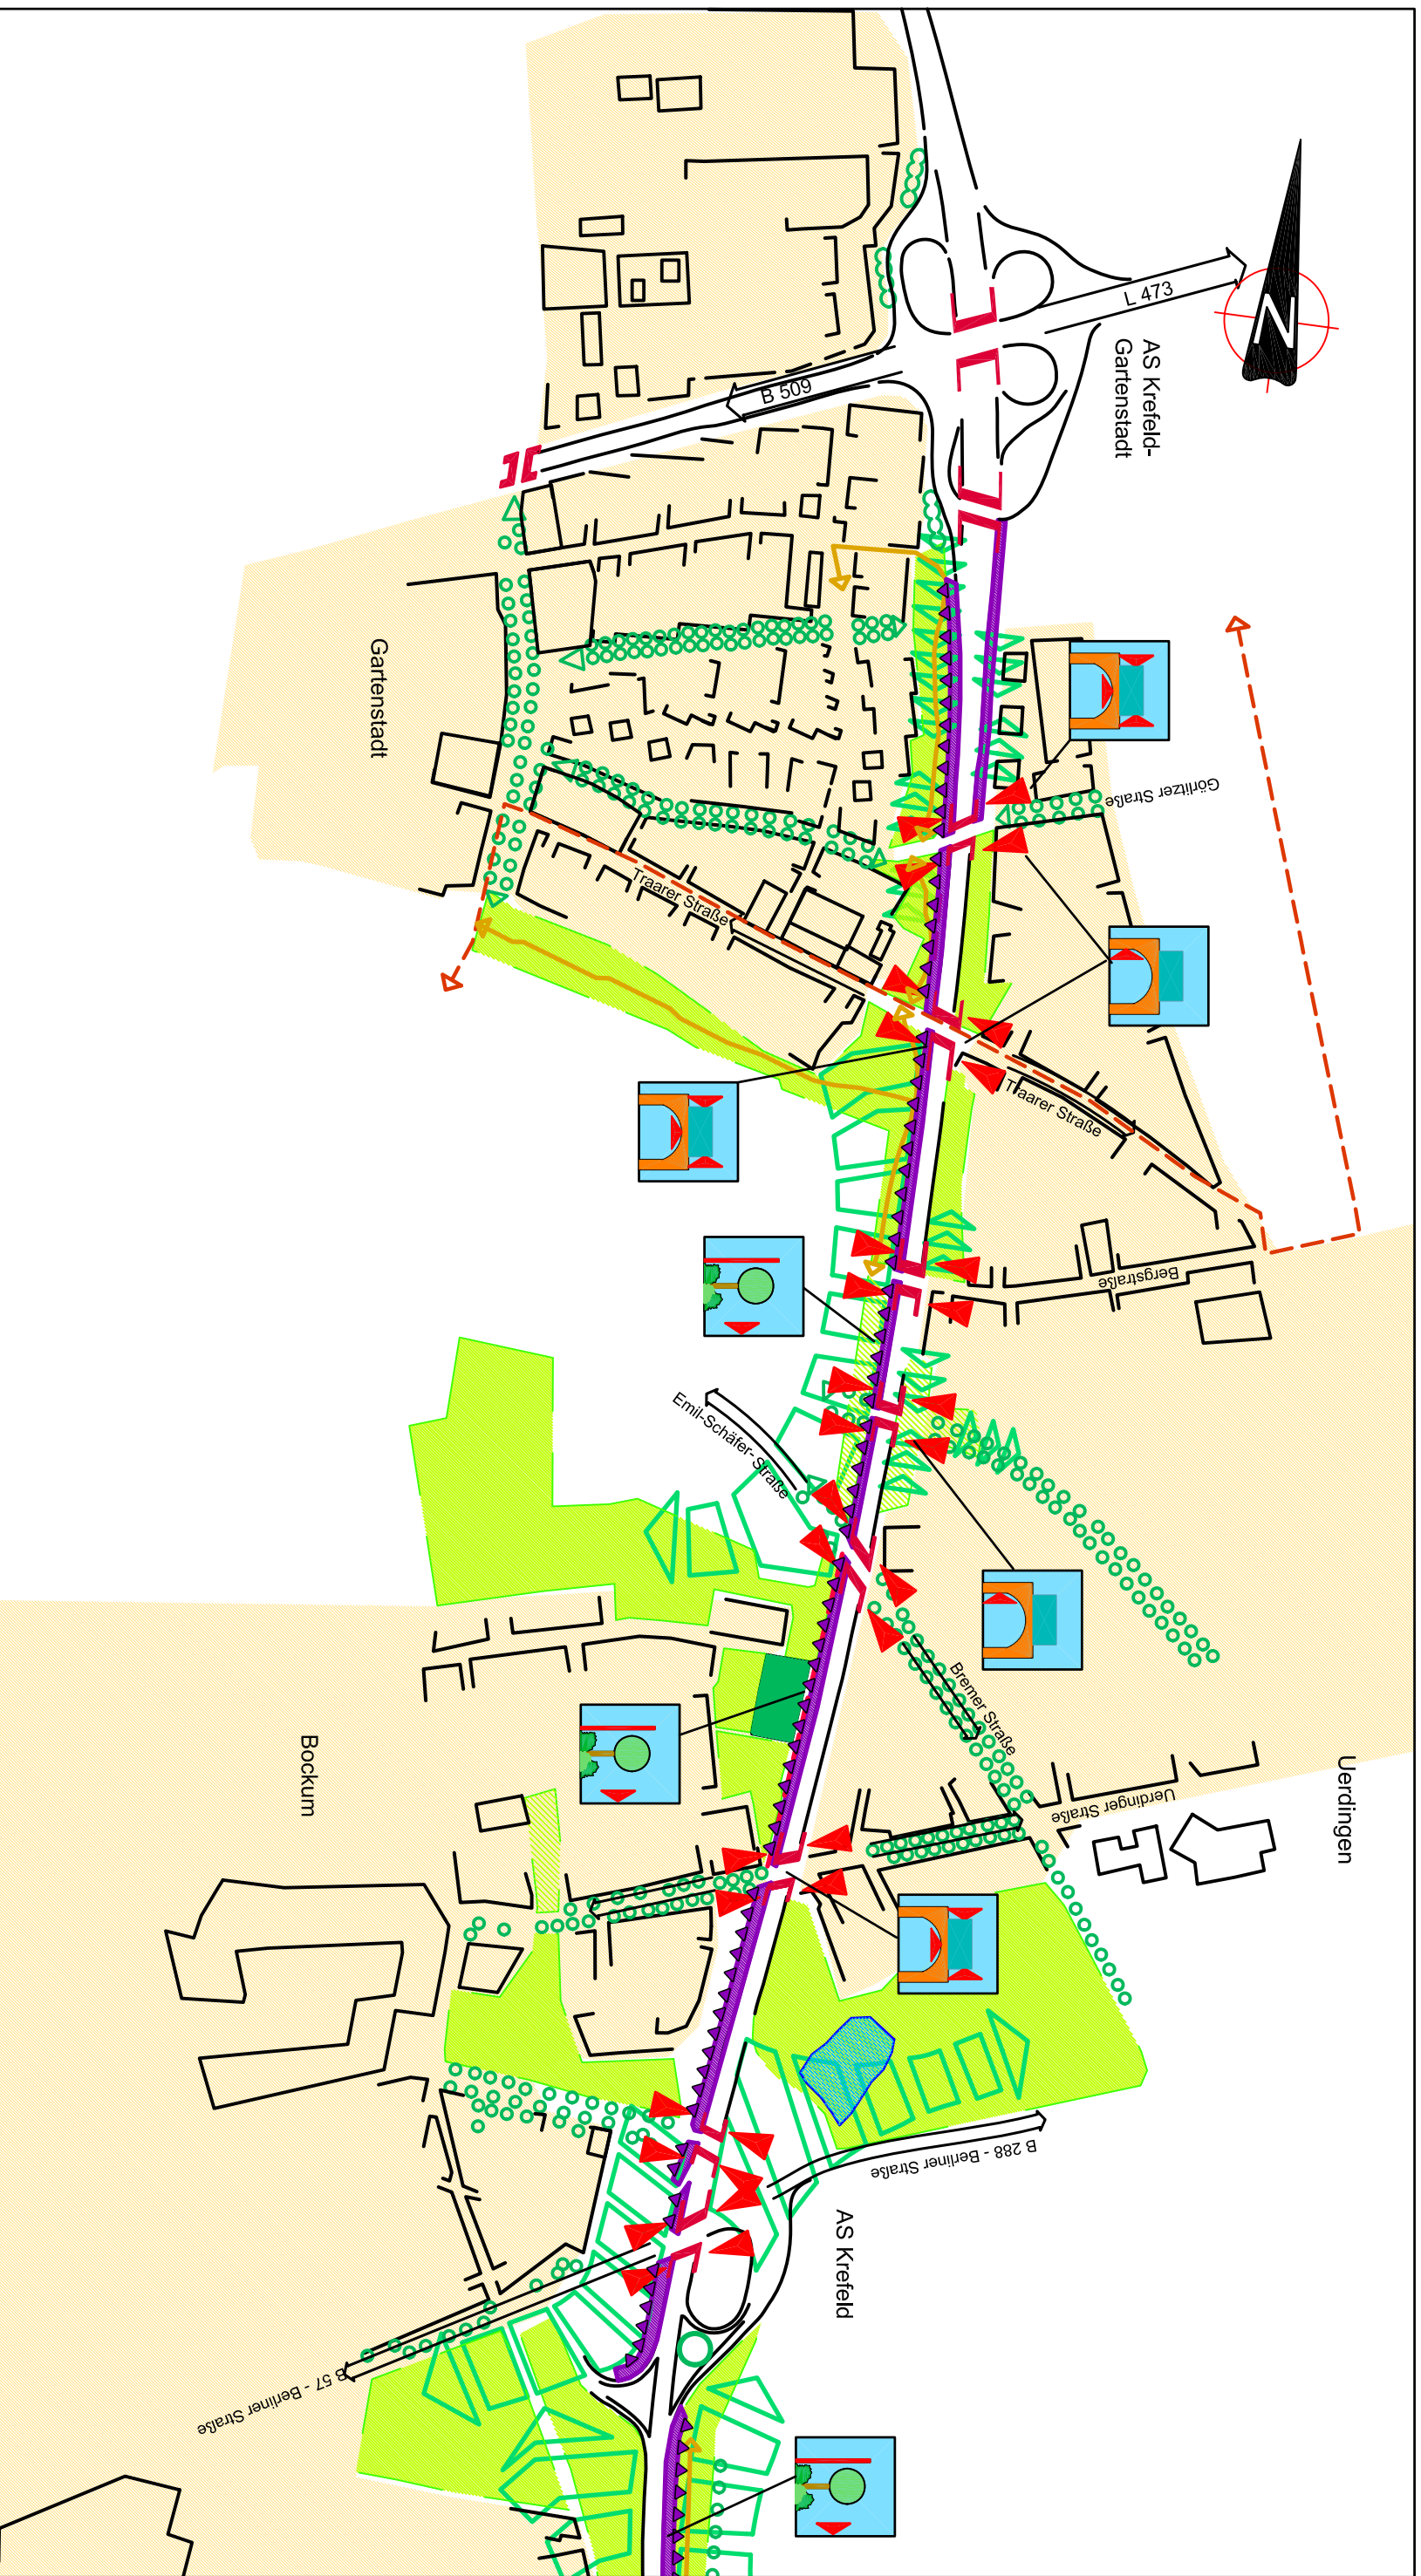 L 473
N
AS Krefeld-
Gartenstadt
B 509
Gartenstadt
Görlitzer Straße
Traarer Straße
Traarer Straße
Bergstraße
Emil-Schäfer-Straße
Bremer Straße
Uerdinger Straße
Uerdingen
Bockum
B 288 - Berliner Straße
AS Krefeld
B 57 - Berliner Straße